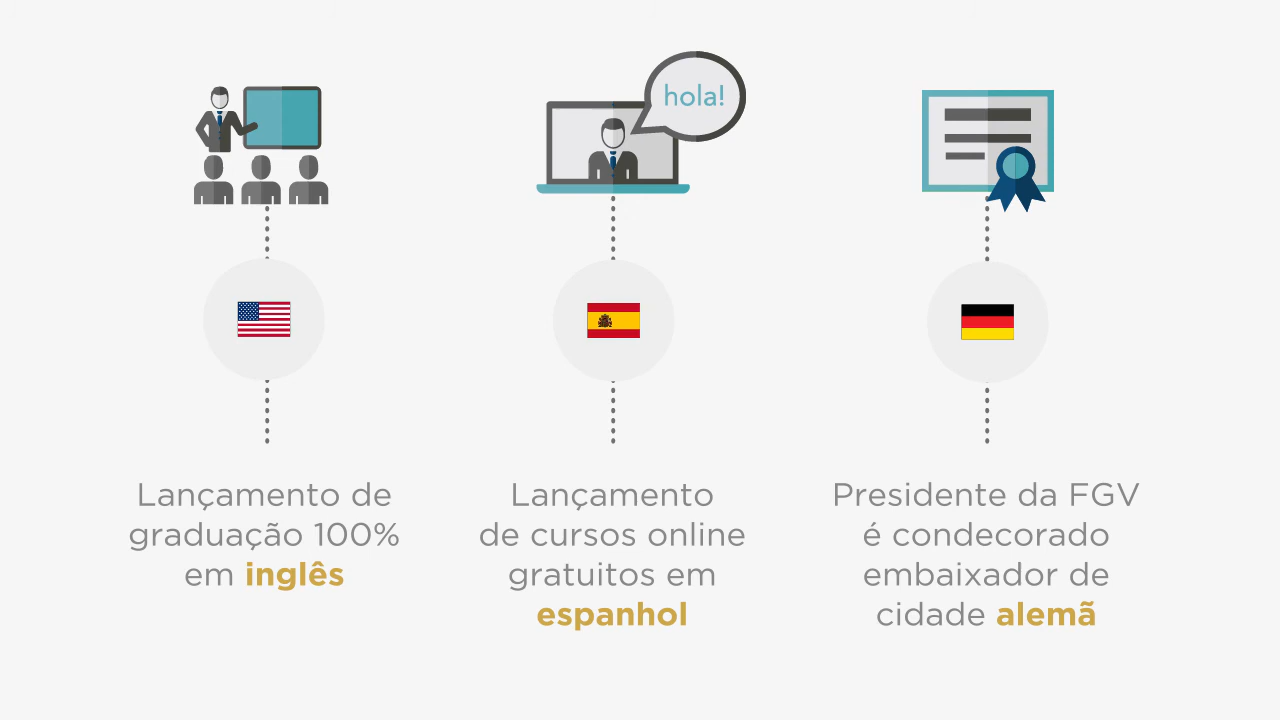 hola!
Lançamento de
graduação 100%
em inglês
Lançamento
de cursos online
gratuitos em
espanhol
Presidente da FGV
é condecorado
embaixador de
cidade alemã